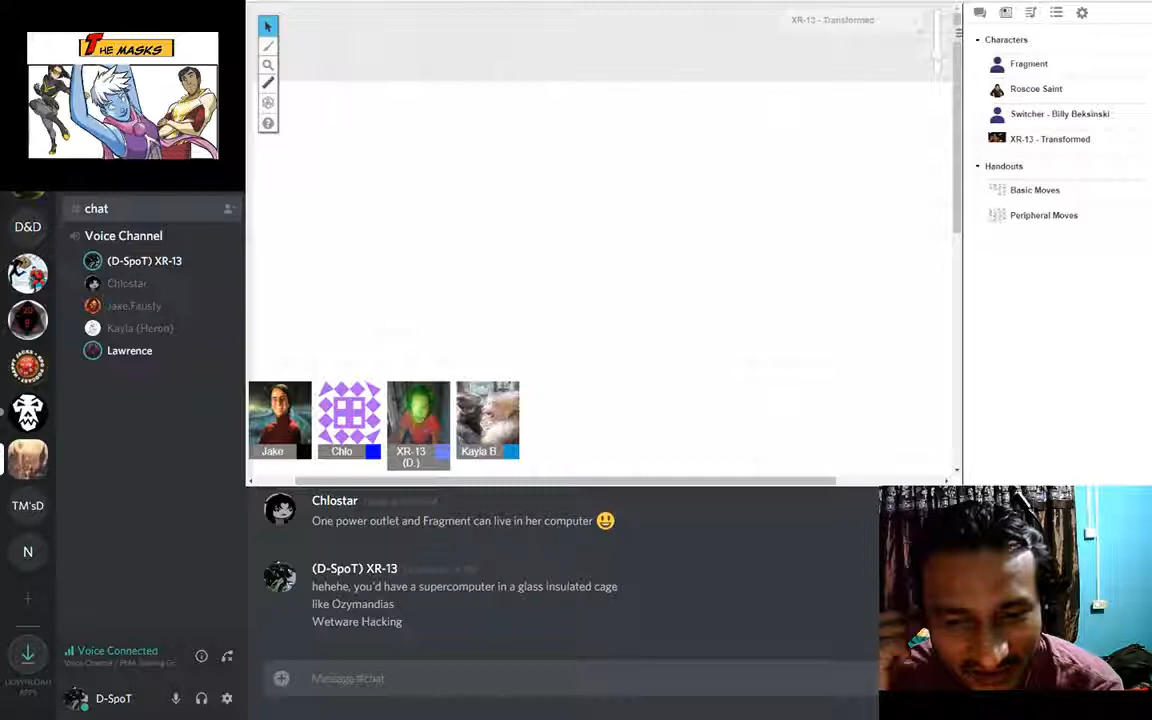 THE MASKS
XR-13 - Transformed
Characters
Fragment
Roscoe Saint
Switcher - Billy Beksinski
XR-13 - Transformed
Handouts
Basic Moves
Peripheral Moves
# chat
D&D
Voice Channel
(D-SpoT) XR-13
Chlostar
Jake.Fausty
Kayla (Heron)
Lawrence
TM'sD
N
Jake
Chlo
XR-13
(D.)
Kayla B
Chlostar
One power outlet and Fragment can live in her computer
(D-SpoT) XR-13
hehehe, you'd have a supercomputer in a glass insulated cage
like Ozymandias
Wetware Hacking
Voice Connected
DOWNLOAD
APPS
D-SpoT
Message #chat